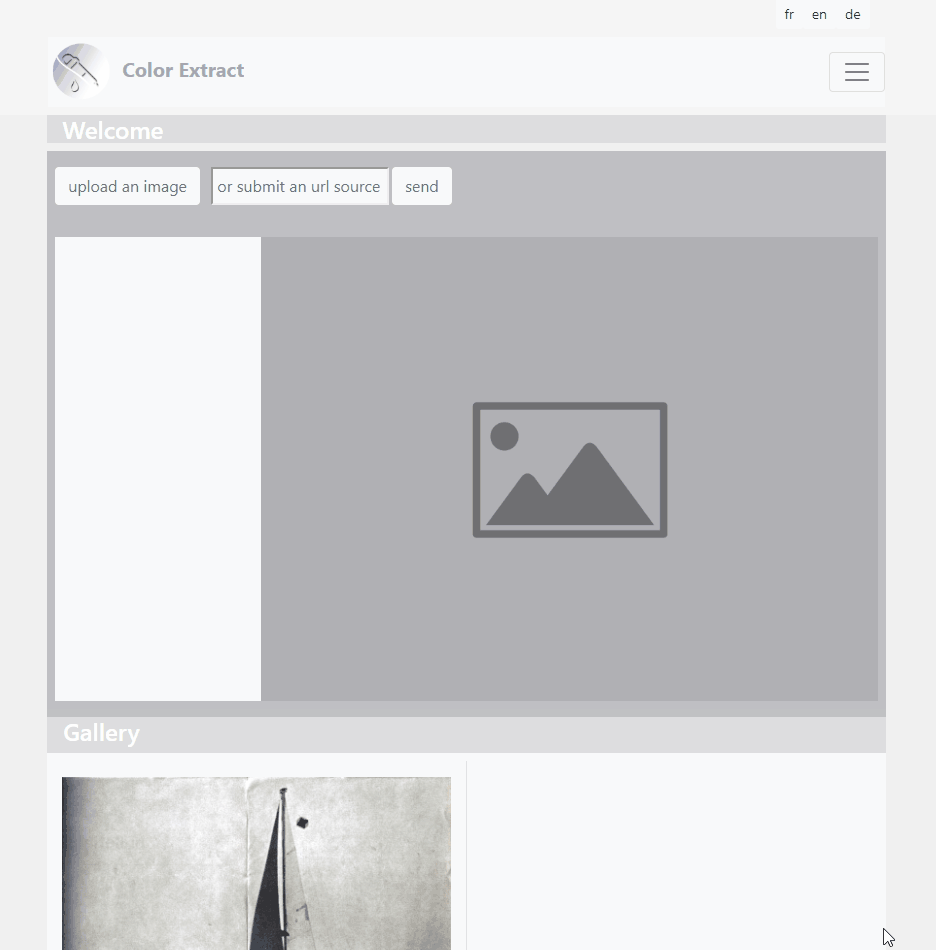 fr en de
Color Extract
Welcome
upload an image or submit an url source send
Gallery